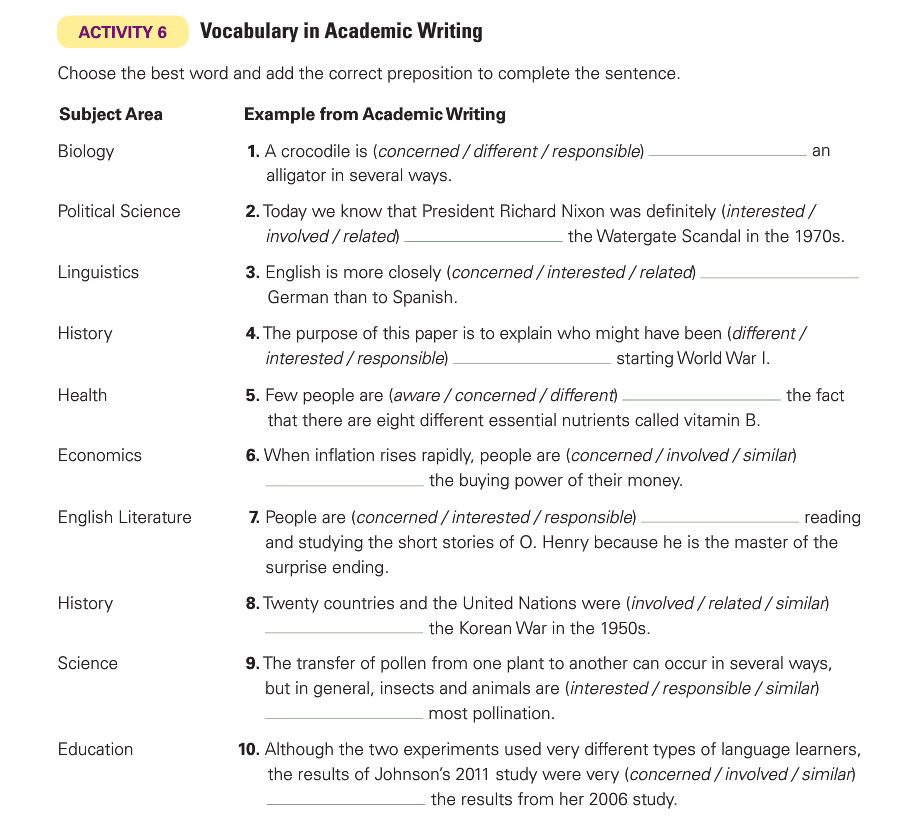 ACTIVITY 6 Vocabulary in Academic Writing
Choose the best word and add the correct preposition to complete the sentence.
Subject Area Example from Academic Writing
Biology 1. A crocodile is (concerned / different / responsible) ________ an
alligator in several ways.
Political Science 2. Today we know that President Richard Nixon was definitely (interested /
involved / related) ________ the Watergate Scandal in the 1970s.
Linguistics 3. English is more closely (concerned / interested / related) ________
German than to Spanish.
History 4. The purpose of this paper is to explain who might have been (different /
interested / responsible) ________ starting World War I.
Health 5. Few people are (aware / concerned / different) ________ the fact
that there are eight different essential nutrients called vitamin B.
Economics 6. When inflation rises rapidly, people are (concerned / involved / similar)
________ the buying power of their money.
English Literature 7. People are (concerned / interested / responsible) ________ reading
and studying the short stories of O. Henry because he is the master of the
surprise ending.
History 8. Twenty countries and the United Nations were (involved / related / similar)
________ the Korean War in the 1950s.
Science 9. The transfer of pollen from one plant to another can occur in several ways,
but in general, insects and animals are (interested / responsible / similar)
________ most pollination.
Education 10. Although the two experiments used very different types of language learners,
the results of Johnson's 2011 study were very (concerned / involved / similar)
________ the results from her 2006 study.